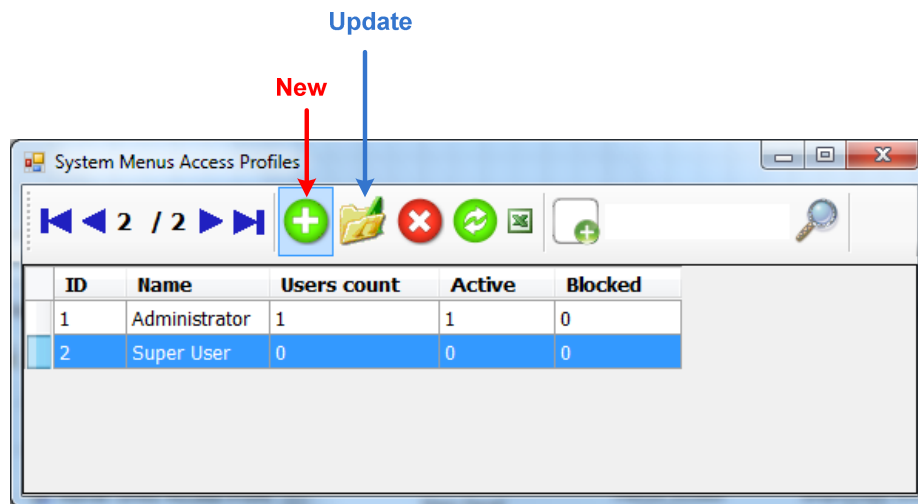 Update
New
System Menus Access Profiles
2 / 2
ID Name Users count Active Blocked
1 Administrator 1 1 0
2 Super User 0 0 0